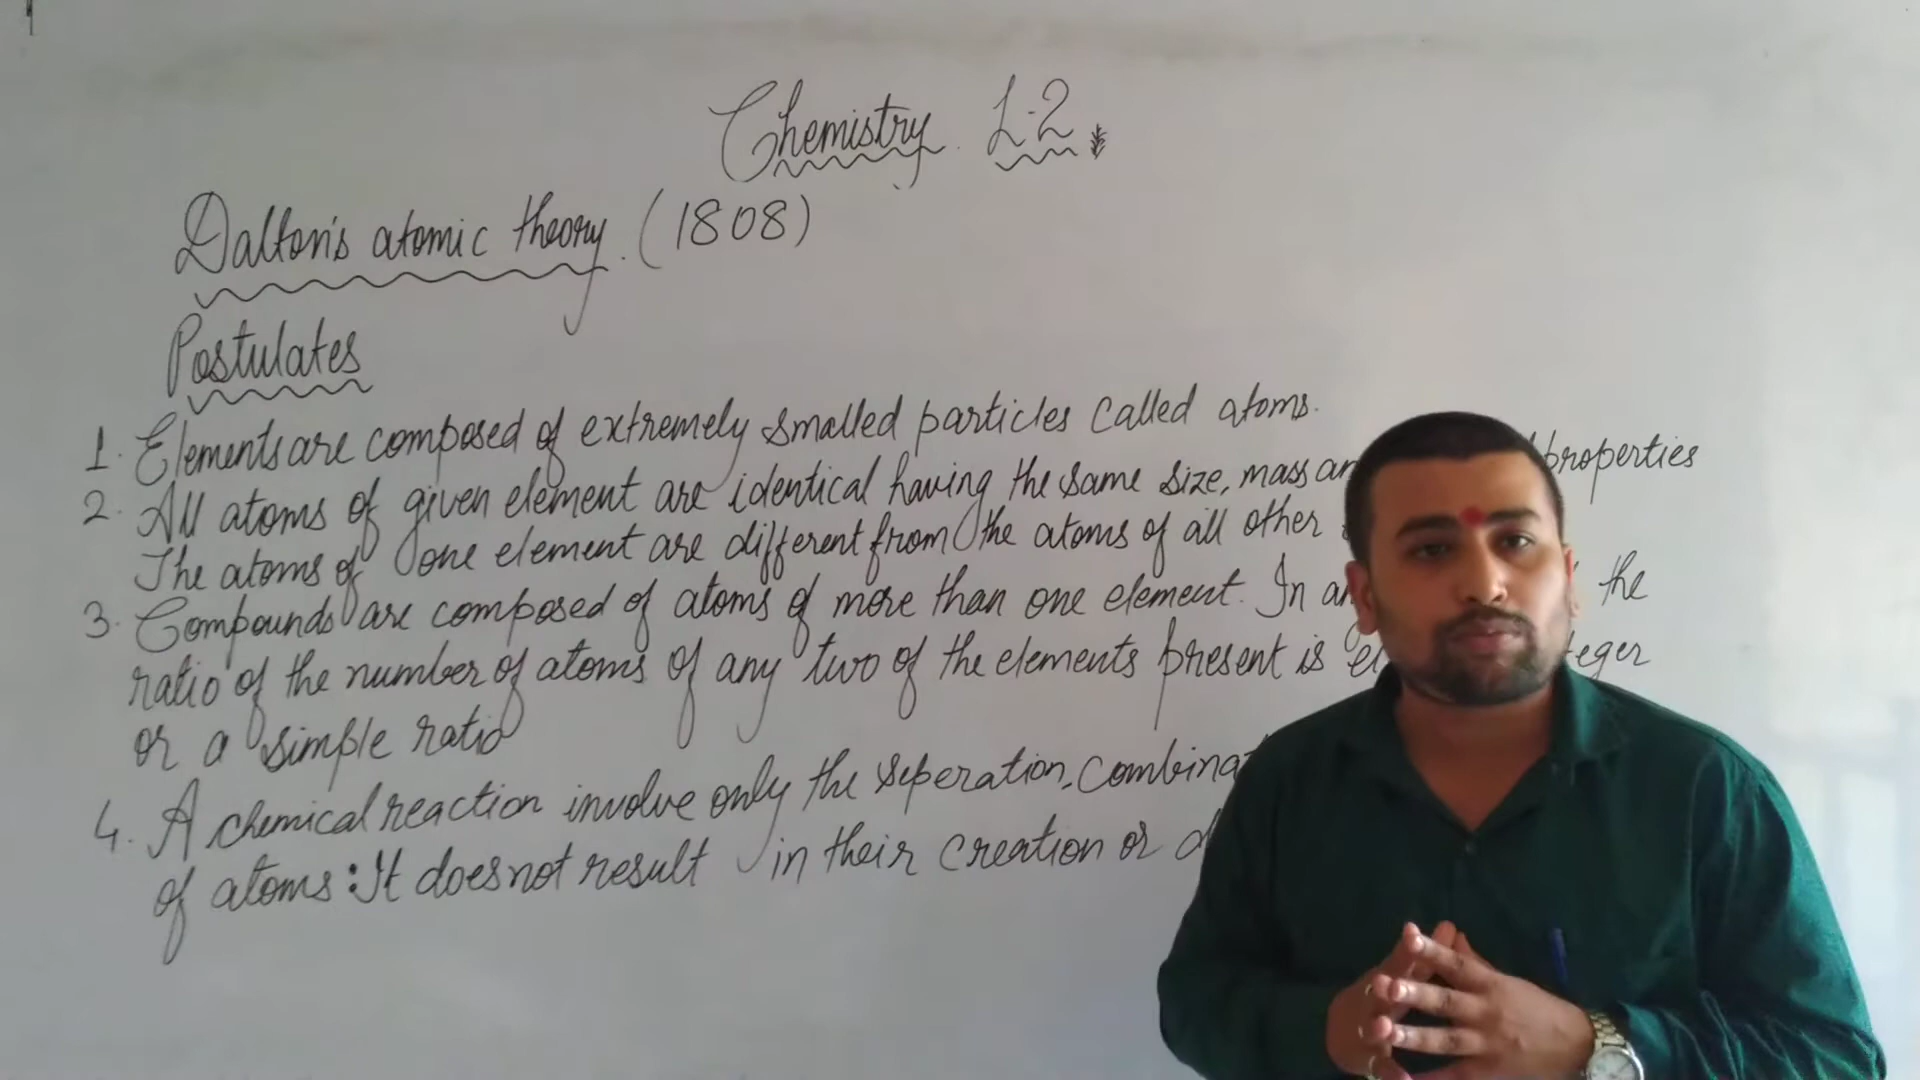 Chemistry. L-2.
Dalton's atomic theory. (1808)
Postulates
1. Elements are composed of extremely smalled particles called atoms.
2. All atoms of given element are identical having the same size, mass an properties
The atoms of one element are different from the atoms of all other
3. Compounds are composed of atoms of more than one element. In an the
ratio of the number of atoms of any two of the elements present is ei teger
or a simple ratio
4. A chemical reaction involve only the seperation, combinat
of atoms: It does not result in their creation or d